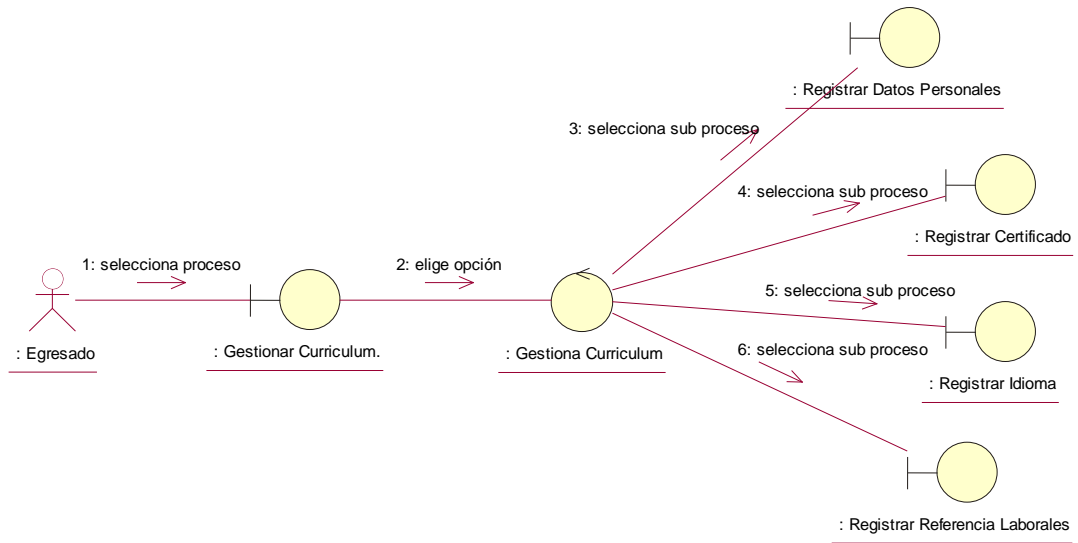 : Registrar Datos Personales
3: selecciona sub proceso
4: selecciona sub proceso
: Registrar Certificado
1: selecciona proceso
2: elige opción
5: selecciona sub proceso
: Egresado
: Gestionar Curriculum.
: Gestiona Curriculum
6: selecciona sub proceso
: Registrar Idioma
: Registrar Referencia Laborales